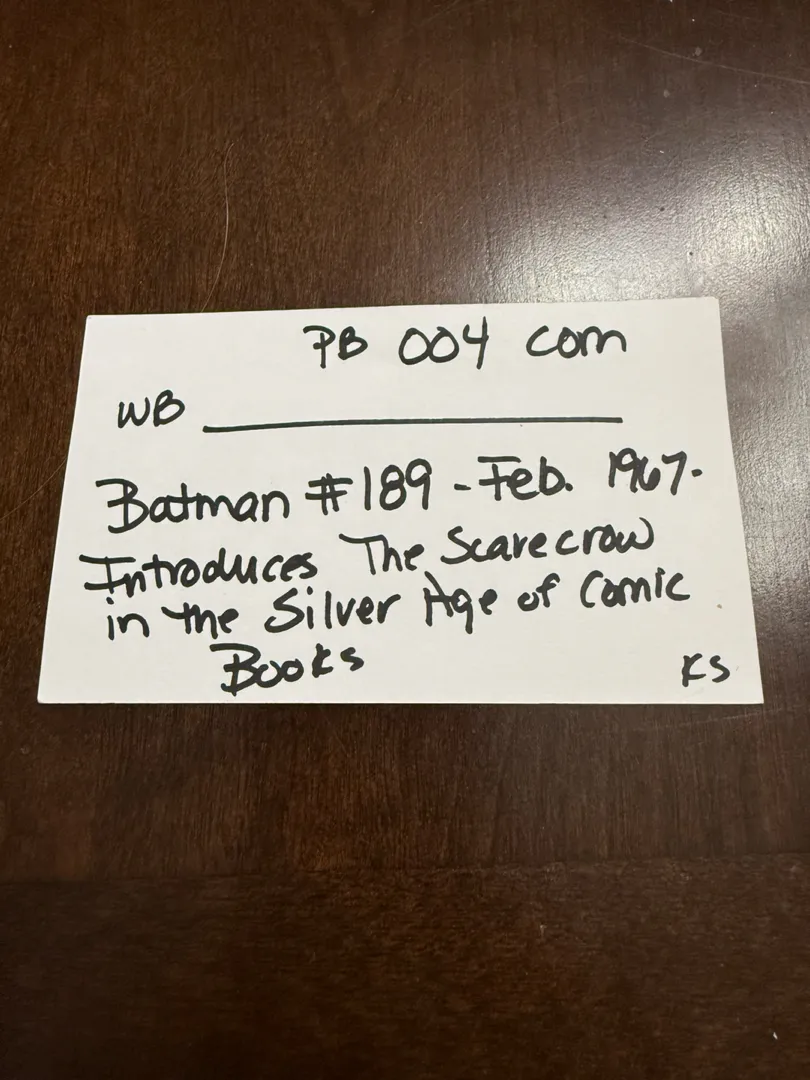 PB 004 com
WB
Batman #189 - Feb. 1967-
Introduces The Scarecrow
in the Silver Age of Comic
Books
KS